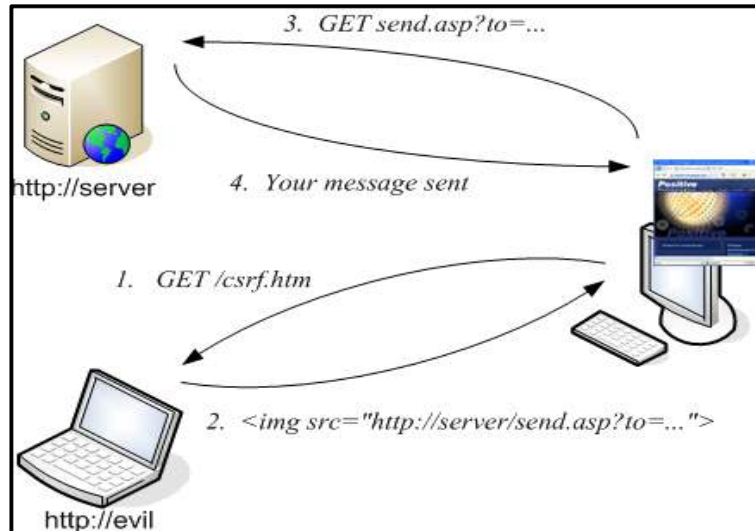 3. GET send.asp?to=...
http://server
4. Your message sent
Positive
1. GET /csrf.htm
2. <img src="http://server/send.asp?to=...">
http://evil